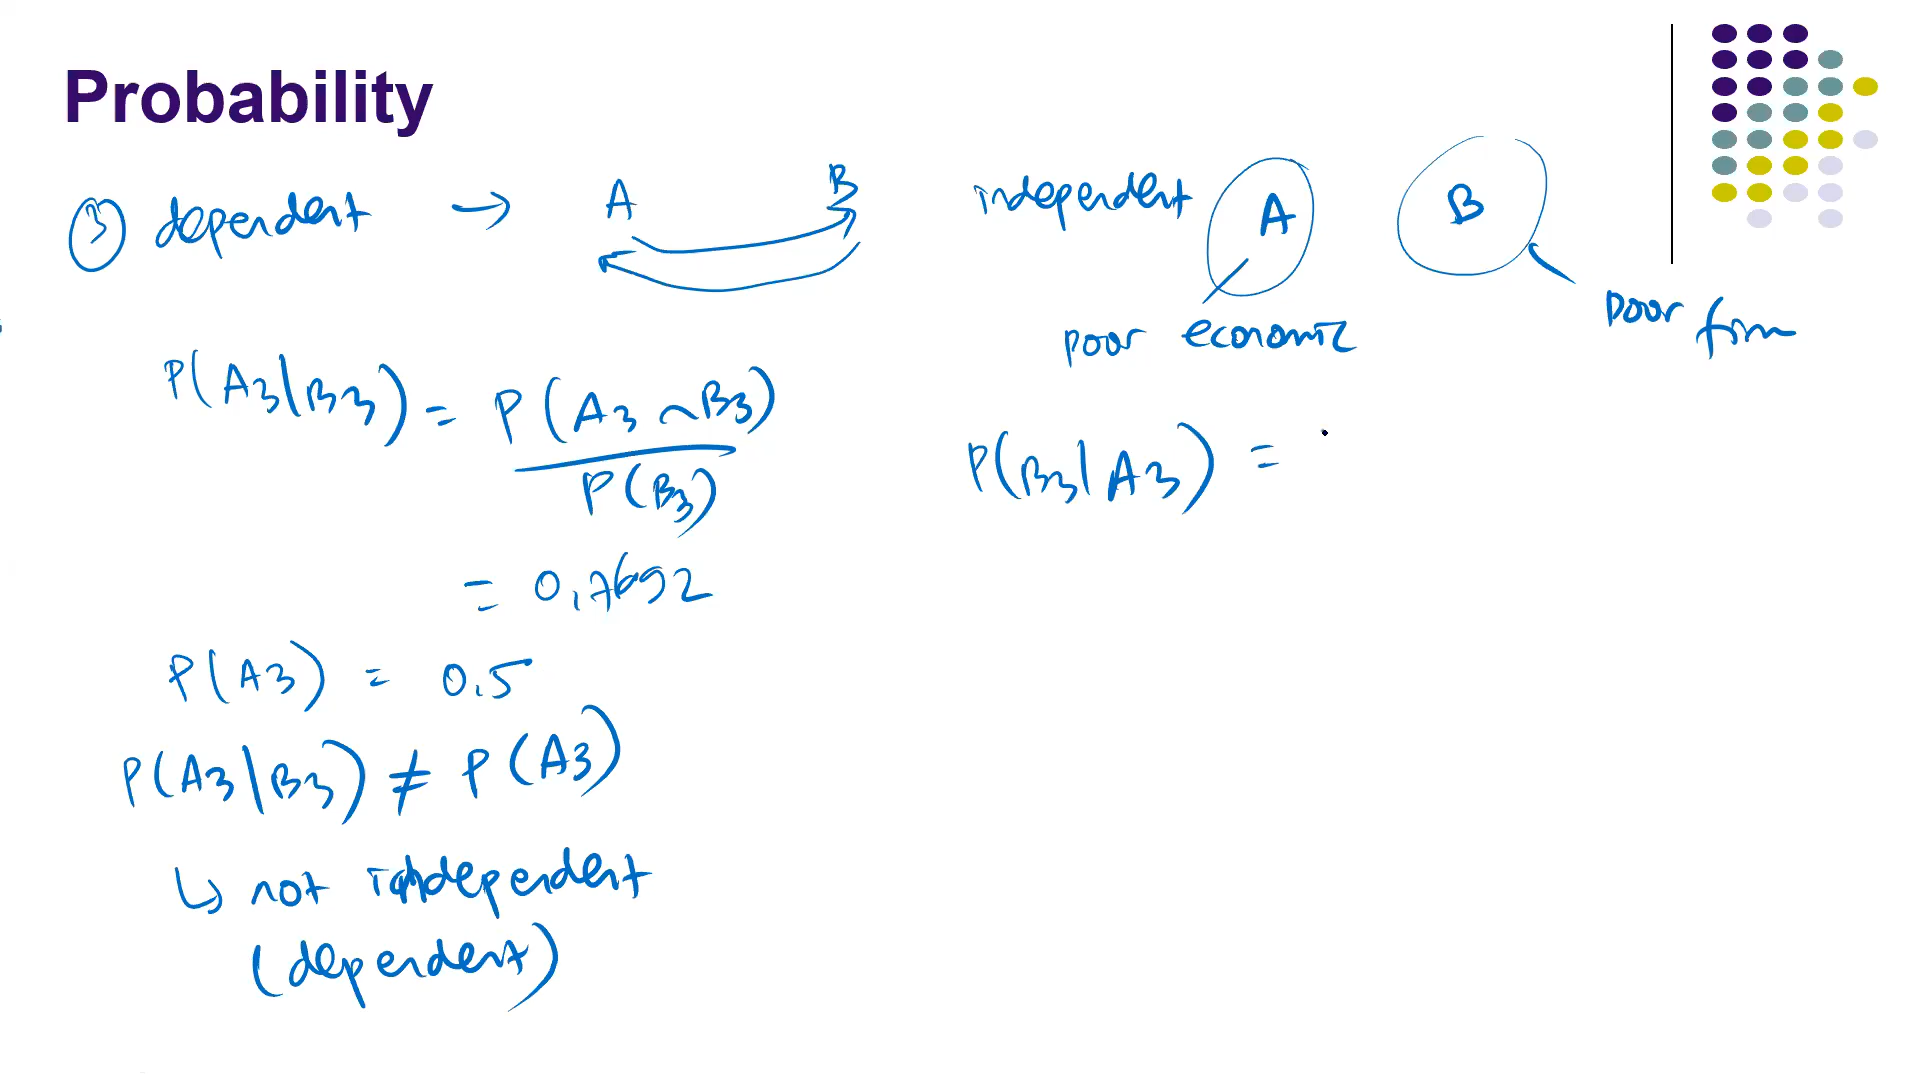 Probability
③ dependent → A B
independent A B
poor economic
poor firm
P(A3|B3) = P(A3 ∩ B3)
P(B3)
= 0.7692
P(A3) = 0.5
P(A3|B3) ≠ P(A3)
↳ not independent
(dependent)
P(B3|A3) =